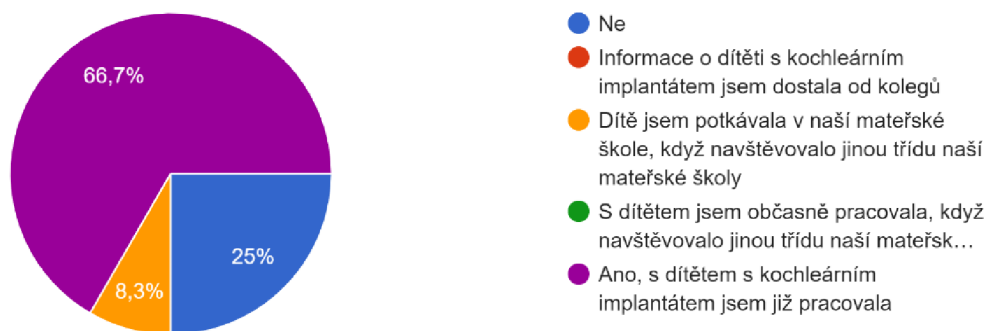 66,7%
8,3%
25%
Ne
Informace o dítěti s kochleárním
implantátem jsem dostala od kolegů
Dítě jsem potkávala v naší mateřské
škole, když navštěvovalo jinou třídu naší
mateřské školy
S dítětem jsem občasně pracovala, když
navštěvovalo jinou třídu naší mateřsk…
Ano, s dítětem s kochleárním
implantátem jsem již pracovala